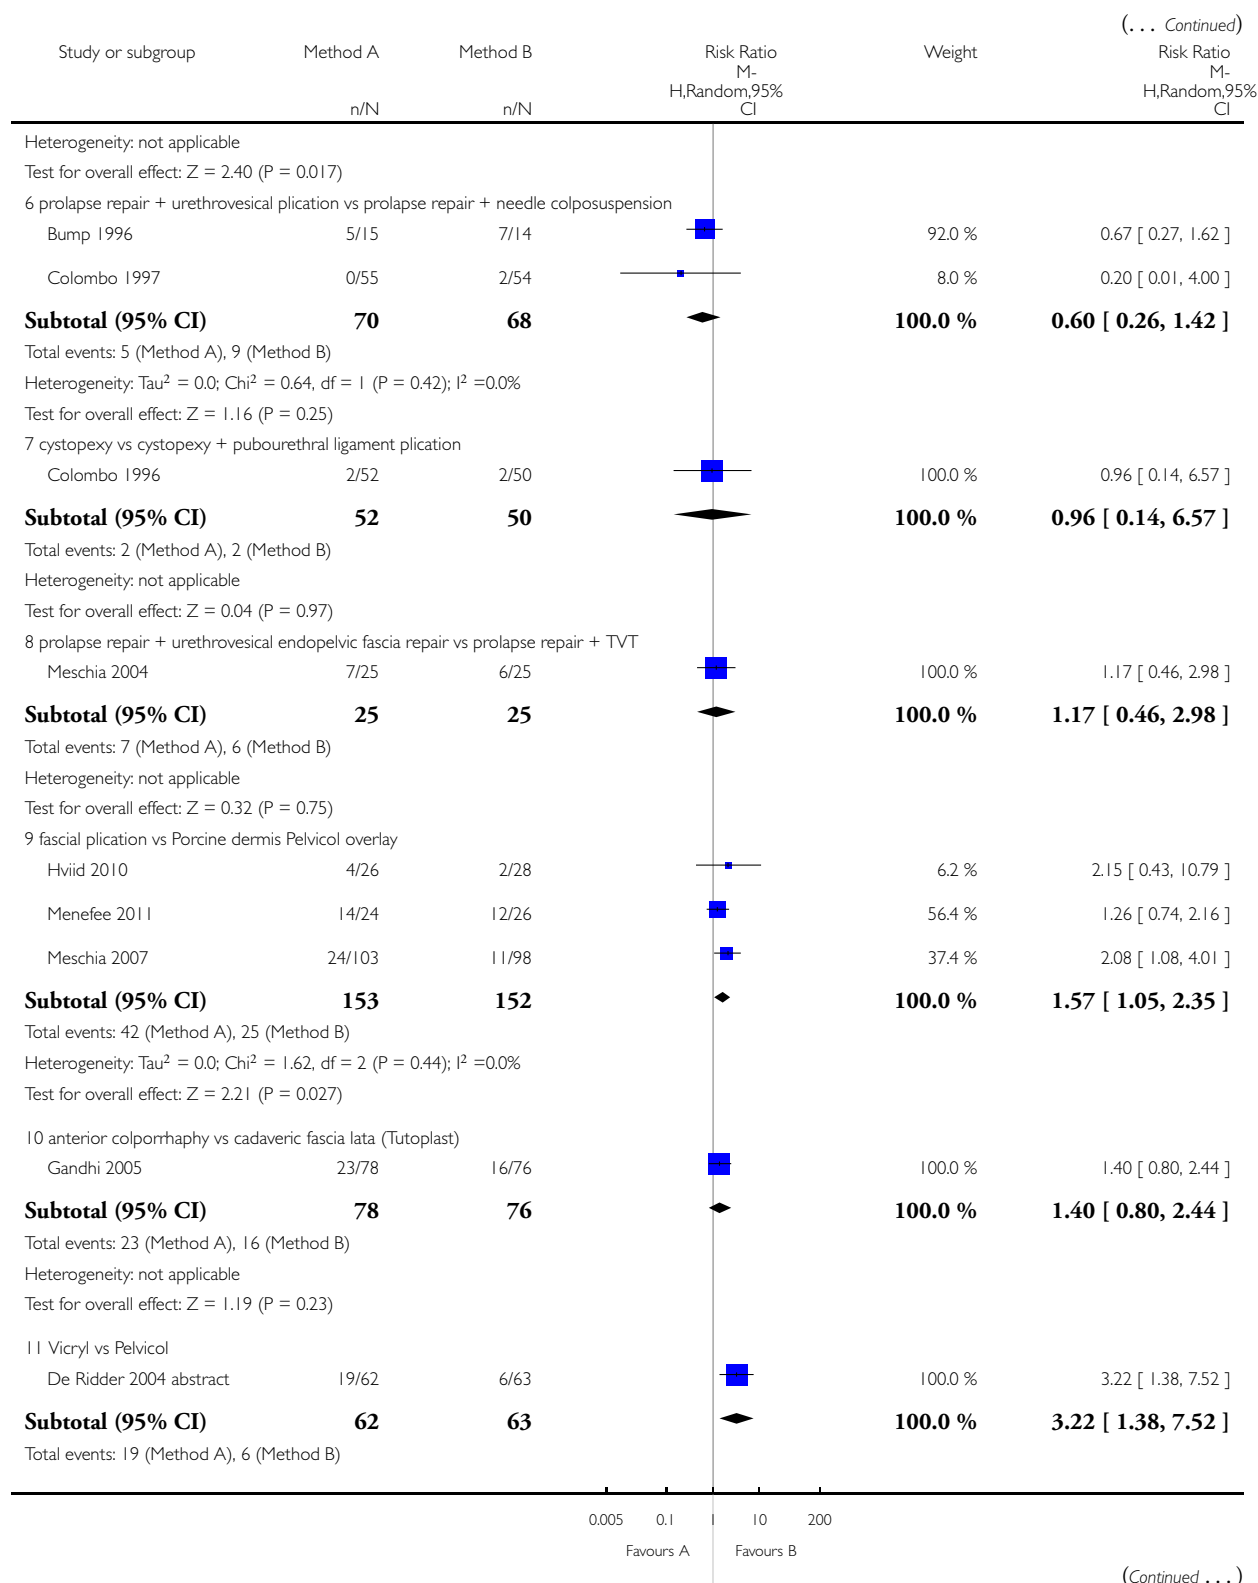 (... Continued)
Study or subgroup Method A Method B Risk Ratio Weight Risk Ratio
M- M-
H,Random,95% H,Random,95%
n/N n/N CI CI
Heterogeneity: not applicable
Test for overall effect: Z = 2.40 (P = 0.017)
6 prolapse repair + urethrovesical plication vs prolapse repair + needle colposuspension
Bump 1996 5/15 7/14 92.0 % 0.67 [ 0.27, 1.62 ]
Colombo 1997 0/55 2/54 8.0 % 0.20 [ 0.01, 4.00 ]
Subtotal (95% CI) 70 68 100.0 % 0.60 [ 0.26, 1.42 ]
Total events: 5 (Method A), 9 (Method B)
Heterogeneity: Tau² = 0.0; Chi² = 0.64, df = 1 (P = 0.42); I² =0.0%
Test for overall effect: Z = 1.16 (P = 0.25)
7 cystopexy vs cystopexy + pubourethral ligament plication
Colombo 1996 2/52 2/50 100.0 % 0.96 [ 0.14, 6.57 ]
Subtotal (95% CI) 52 50 100.0 % 0.96 [ 0.14, 6.57 ]
Total events: 2 (Method A), 2 (Method B)
Heterogeneity: not applicable
Test for overall effect: Z = 0.04 (P = 0.97)
8 prolapse repair + urethrovesical endopelvic fascia repair vs prolapse repair + TVT
Meschia 2004 7/25 6/25 100.0 % 1.17 [ 0.46, 2.98 ]
Subtotal (95% CI) 25 25 100.0 % 1.17 [ 0.46, 2.98 ]
Total events: 7 (Method A), 6 (Method B)
Heterogeneity: not applicable
Test for overall effect: Z = 0.32 (P = 0.75)
9 fascial plication vs Porcine dermis Pelvicol overlay
Hviid 2010 4/26 2/28 6.2 % 2.15 [ 0.43, 10.79 ]
Menefee 2011 14/24 12/26 56.4 % 1.26 [ 0.74, 2.16 ]
Meschia 2007 24/103 11/98 37.4 % 2.08 [ 1.08, 4.01 ]
Subtotal (95% CI) 153 152 100.0 % 1.57 [ 1.05, 2.35 ]
Total events: 42 (Method A), 25 (Method B)
Heterogeneity: Tau² = 0.0; Chi² = 1.62, df = 2 (P = 0.44); I² =0.0%
Test for overall effect: Z = 2.21 (P = 0.027)
10 anterior colporrhaphy vs cadaveric fascia lata (Tutoplast)
Gandhi 2005 23/78 16/76 100.0 % 1.40 [ 0.80, 2.44 ]
Subtotal (95% CI) 78 76 100.0 % 1.40 [ 0.80, 2.44 ]
Total events: 23 (Method A), 16 (Method B)
Heterogeneity: not applicable
Test for overall effect: Z = 1.19 (P = 0.23)
11 Vicryl vs Pelvicol
De Ridder 2004 abstract 19/62 6/63 100.0 % 3.22 [ 1.38, 7.52 ]
Subtotal (95% CI) 62 63 100.0 % 3.22 [ 1.38, 7.52 ]
Total events: 19 (Method A), 6 (Method B)
0.005 0.1 1 10 200
Favours A Favours B
(Continued ...)